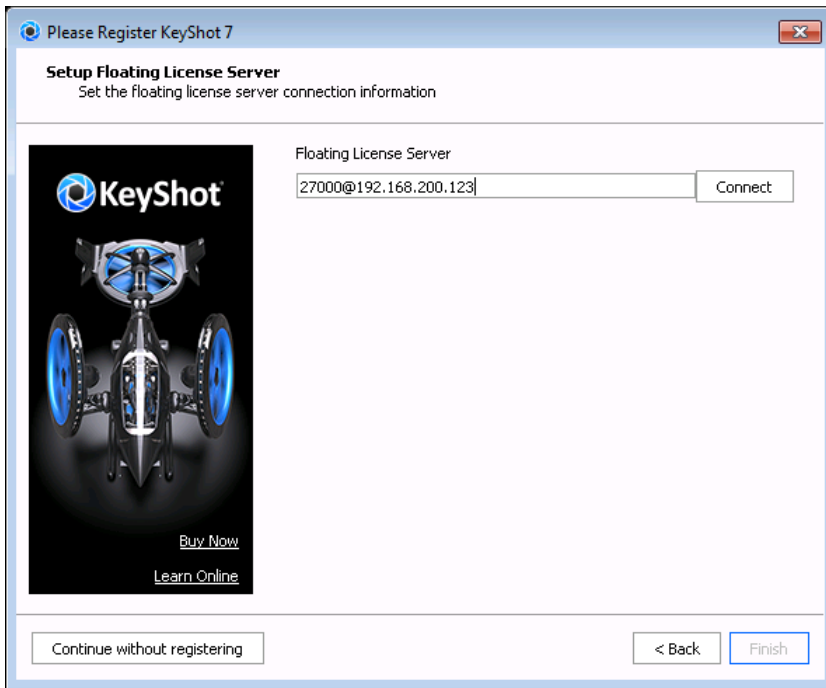 Please Register KeyShot 7
Setup Floating License Server
Set the floating license server connection information
Floating License Server
27000@192.168.200.123
Connect
KeyShot
Buy Now
Learn Online
Continue without registering
< Back
Finish